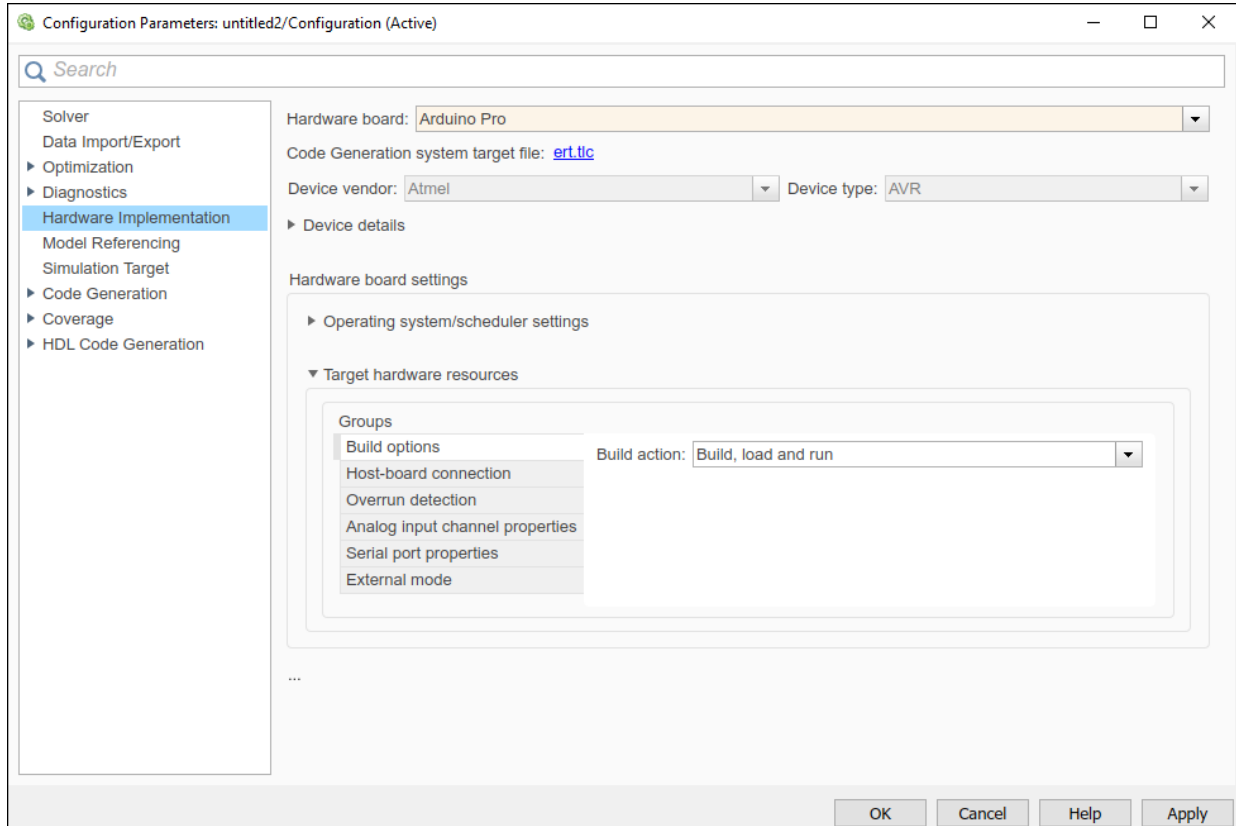 Configuration Parameters: untitled2/Configuration (Active)
Search
Solver
Data Import/Export
Optimization
Diagnostics
Hardware Implementation
Model Referencing
Simulation Target
Code Generation
Coverage
HDL Code Generation
Hardware board: Arduino Pro
Code Generation system target file: ert.tlc
Device vendor: Atmel Device type: AVR
Device details
Hardware board settings
Operating system/scheduler settings
Target hardware resources
Groups
Build options
Host-board connection
Overrun detection
Analog input channel properties
Serial port properties
External mode
Build action: Build, load and run
...
OK Cancel Help Apply